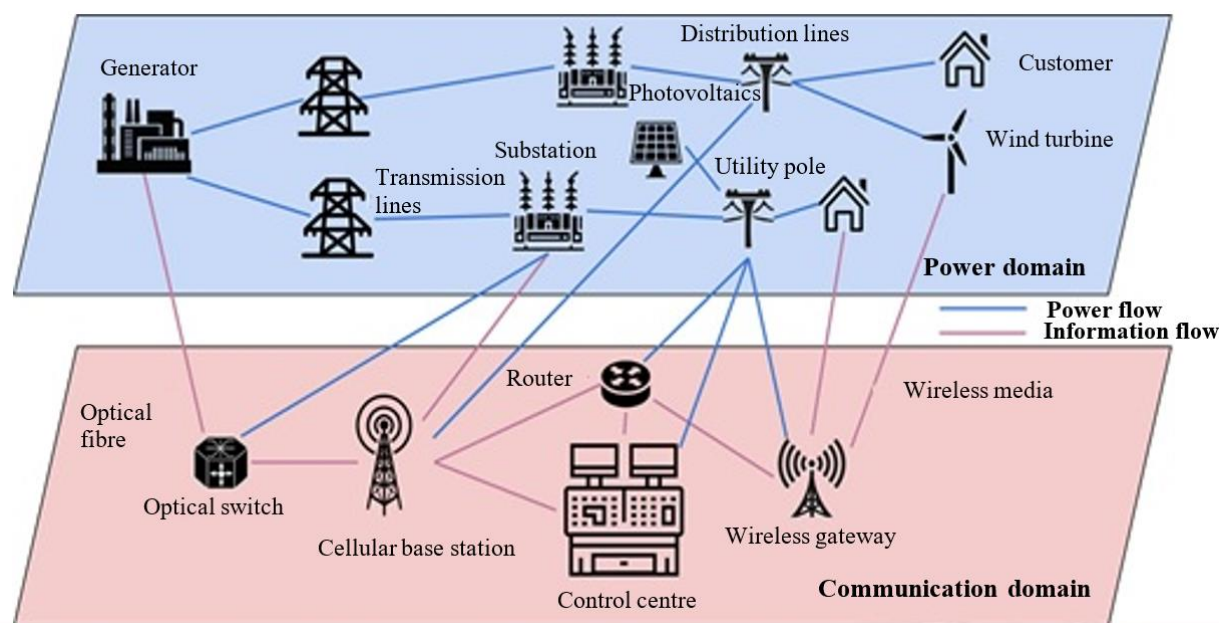 Distribution lines
Generator
Customer
Photovoltaics
Wind turbine
Substation
Utility pole
Transmission
lines
Power domain
Power flow
Information flow
Router
Wireless media
Optical
fibre
Optical switch
Cellular base station
Wireless gateway
Control centre
Communication domain